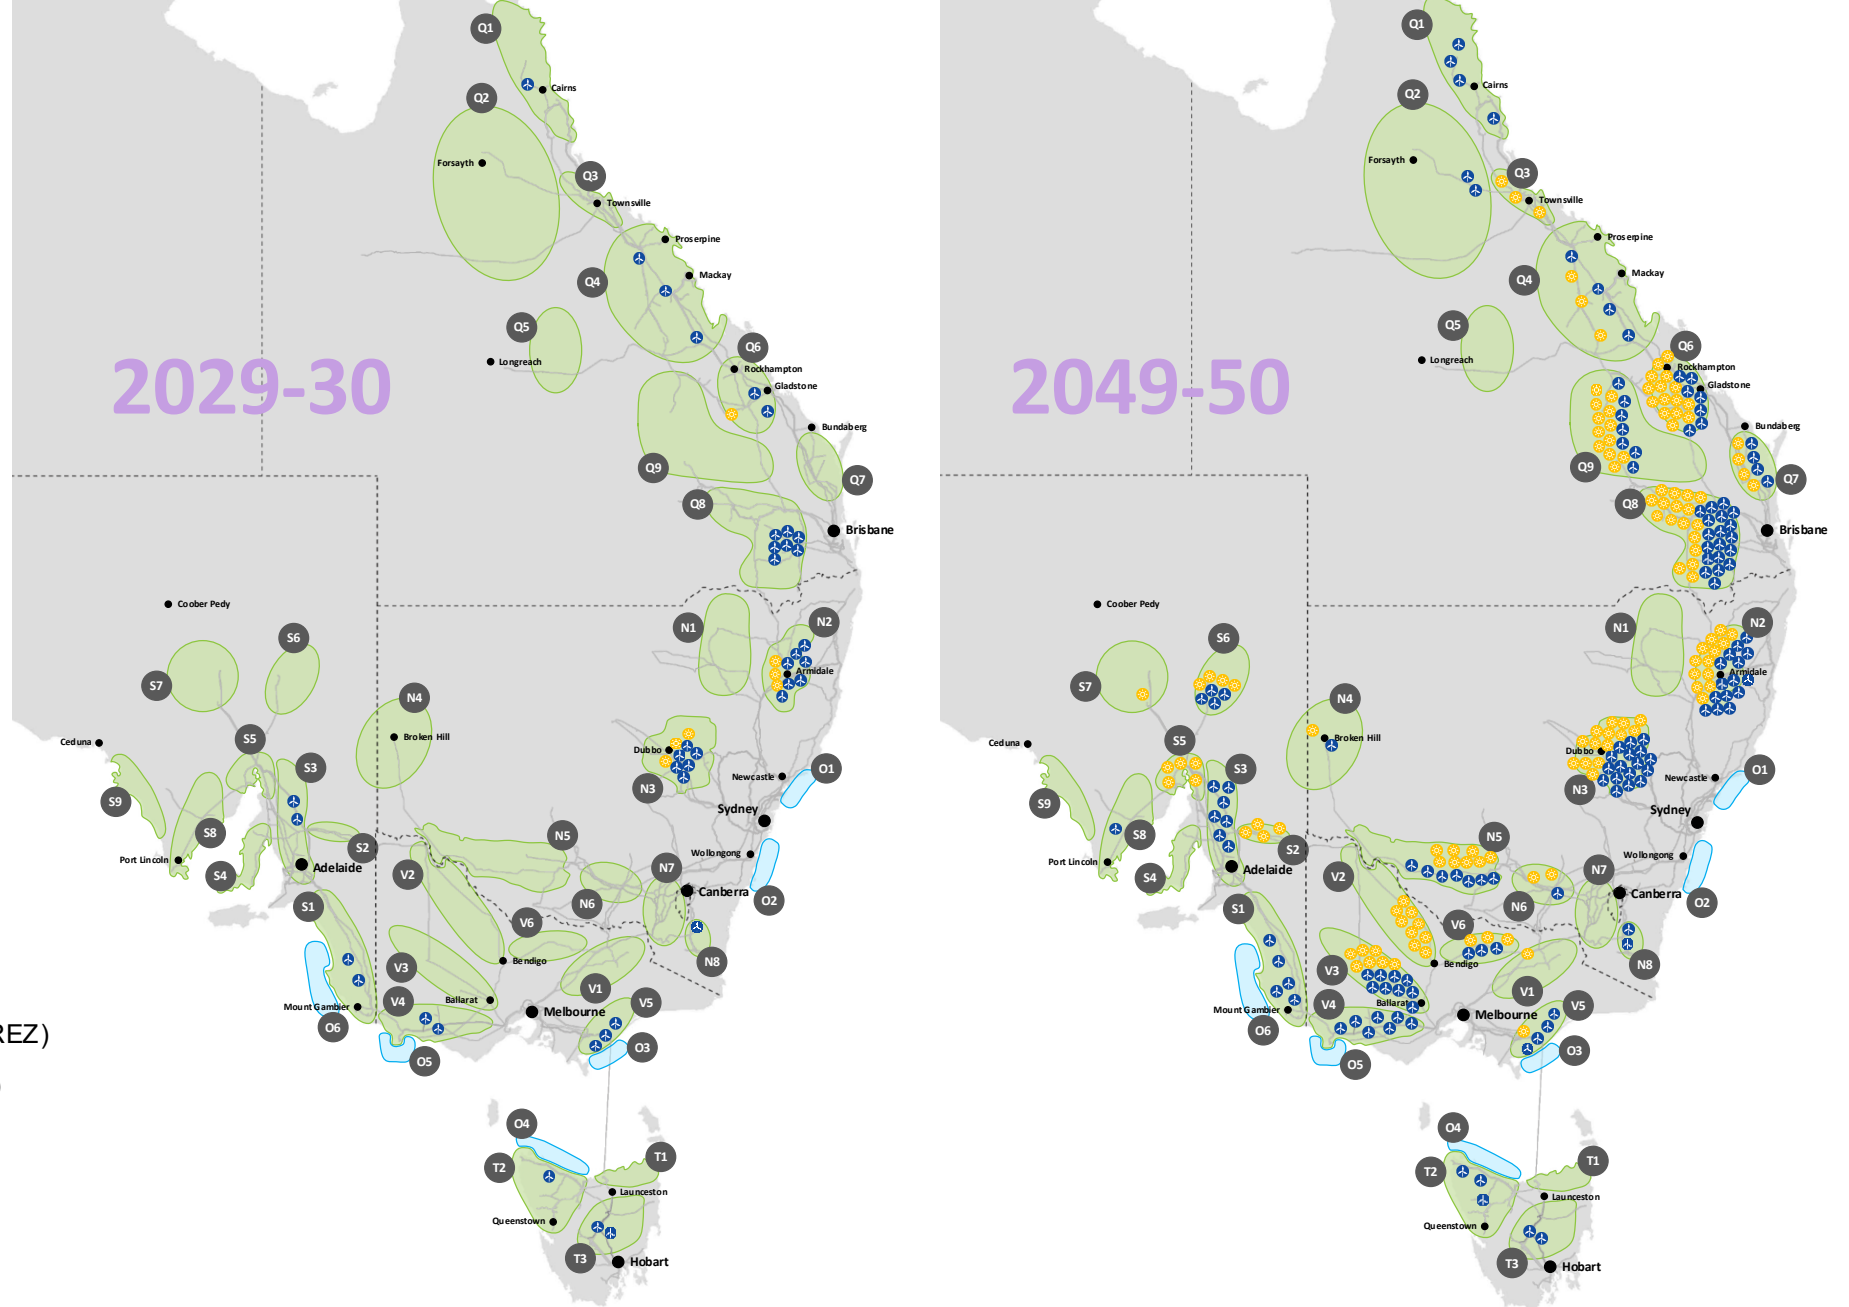 Q1
Cairns
Q2
Forsayth
Q3
Townsville
Proserpine
Mackay
Q4
Q5
Longreach
Q6
Rockhampton
Gladstone
2029-30
Bundaberg
Q9
Q7
Q8
Brisbane
Coober Pedy
S6
N1
N2
Armidale
S7
N4
Ceduna
S5
Broken Hill
Dubbo
S3
Newcastle
O1
S9
N3
Sydney
S8
N5
S2
Port Lincoln
Wollongong
Adelaide
S4
V2
N7
Canberra
S1
N6
O2
V6
Bendigo
N8
V3
V1
V4
Ballarat
V5
Mount Gambier
Melbourne
O6
REZ)
O3
O5
)
O4
T2
T1
Launceston
Queenstown
T3
Hobart
Q1
Cairns
Q2
Forsayth
Q3
Townsville
Proserpine
Mackay
Q4
Q5
Longreach
Q6
Rockhampton
Gladstone
2049-50
Bundaberg
Q9
Q7
Q8
Brisbane
Coober Pedy
S6
N1
N2
Armidale
S7
N4
Ceduna
S5
Broken Hill
Dubbo
S3
Newcastle
O1
S9
N3
Sydney
S8
N5
S2
Port Lincoln
Wollongong
Adelaide
S4
V2
N7
Canberra
S1
N6
O2
V6
Bendigo
N8
V3
V1
V4
Ballarat
V5
Mount Gambier
Melbourne
O6
O3
O5
O4
T2
T1
Launceston
Queenstown
T3
Hobart